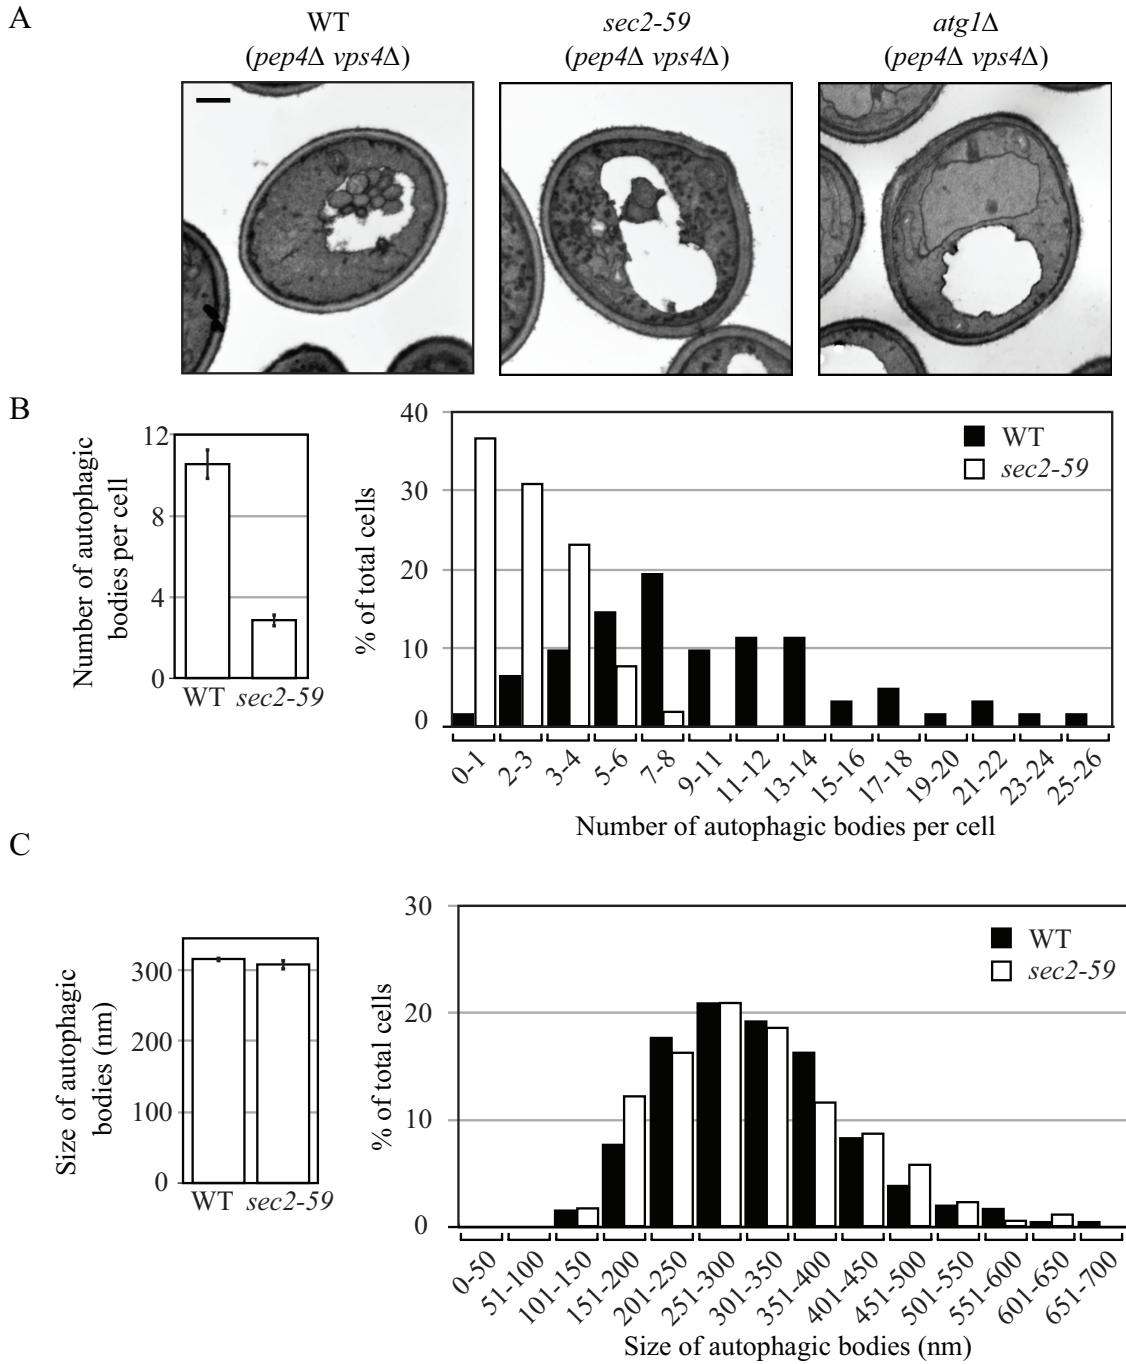 A
WT
(pep4Δ vps4Δ)
sec2-59
(pep4Δ vps4Δ)
atg1Δ
(pep4Δ vps4Δ)
B
Number of autophagic
bodies per cell
12
8
4
0
WT sec2-59
% of total cells
40
30
20
10
0
WT
sec2-59
0-1
2-3
3-4
5-6
7-8
9-11
11-12
13-14
15-16
17-18
19-20
21-22
23-24
25-26
Number of autophagic bodies per cell
C
Size of autophagic
bodies (nm)
300
200
100
0
WT sec2-59
% of total cells
30
20
10
0
WT
sec2-59
0-50
51-100
101-150
151-200
201-250
251-300
301-350
351-400
401-450
451-500
501-550
551-600
601-650
651-700
Size of autophagic bodies (nm)